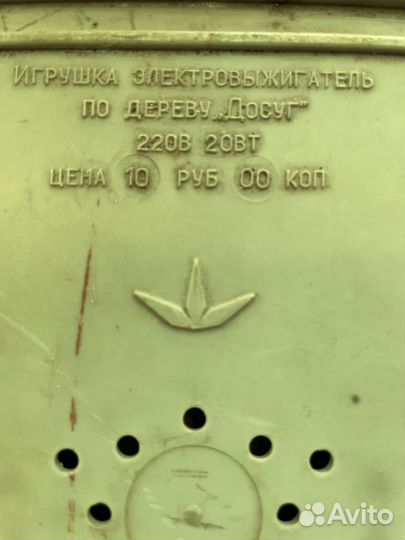 ИГРУШКА ЭЛЕКТРОВЫЖИГАТЕЛЬ
ПО ДЕРЕВУ „ДОСУГ"
220В 20ВТ
ЦЕНА 10 РУБ 00 КОП
Avito